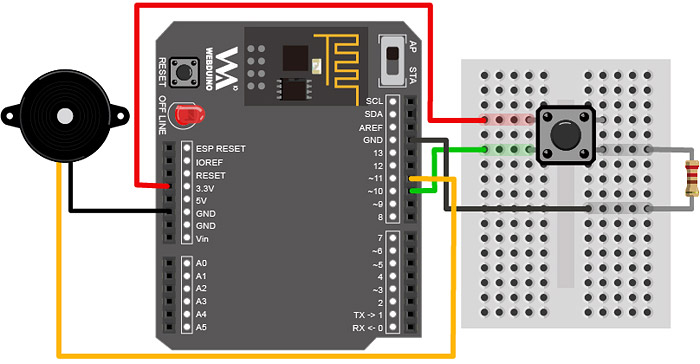 WEBDUINO
RESET
OFF LINE
AP
STA
ESP RESET
IOREF
RESET
3.3V
5V
GND
GND
Vin
A0
A1
A2
A3
A4
A5
SCL
SDA
AREF
GND
13
12
~11
~10
~9
8
7
~6
~5
4
~3
2
TX -> 1
RX <- 0